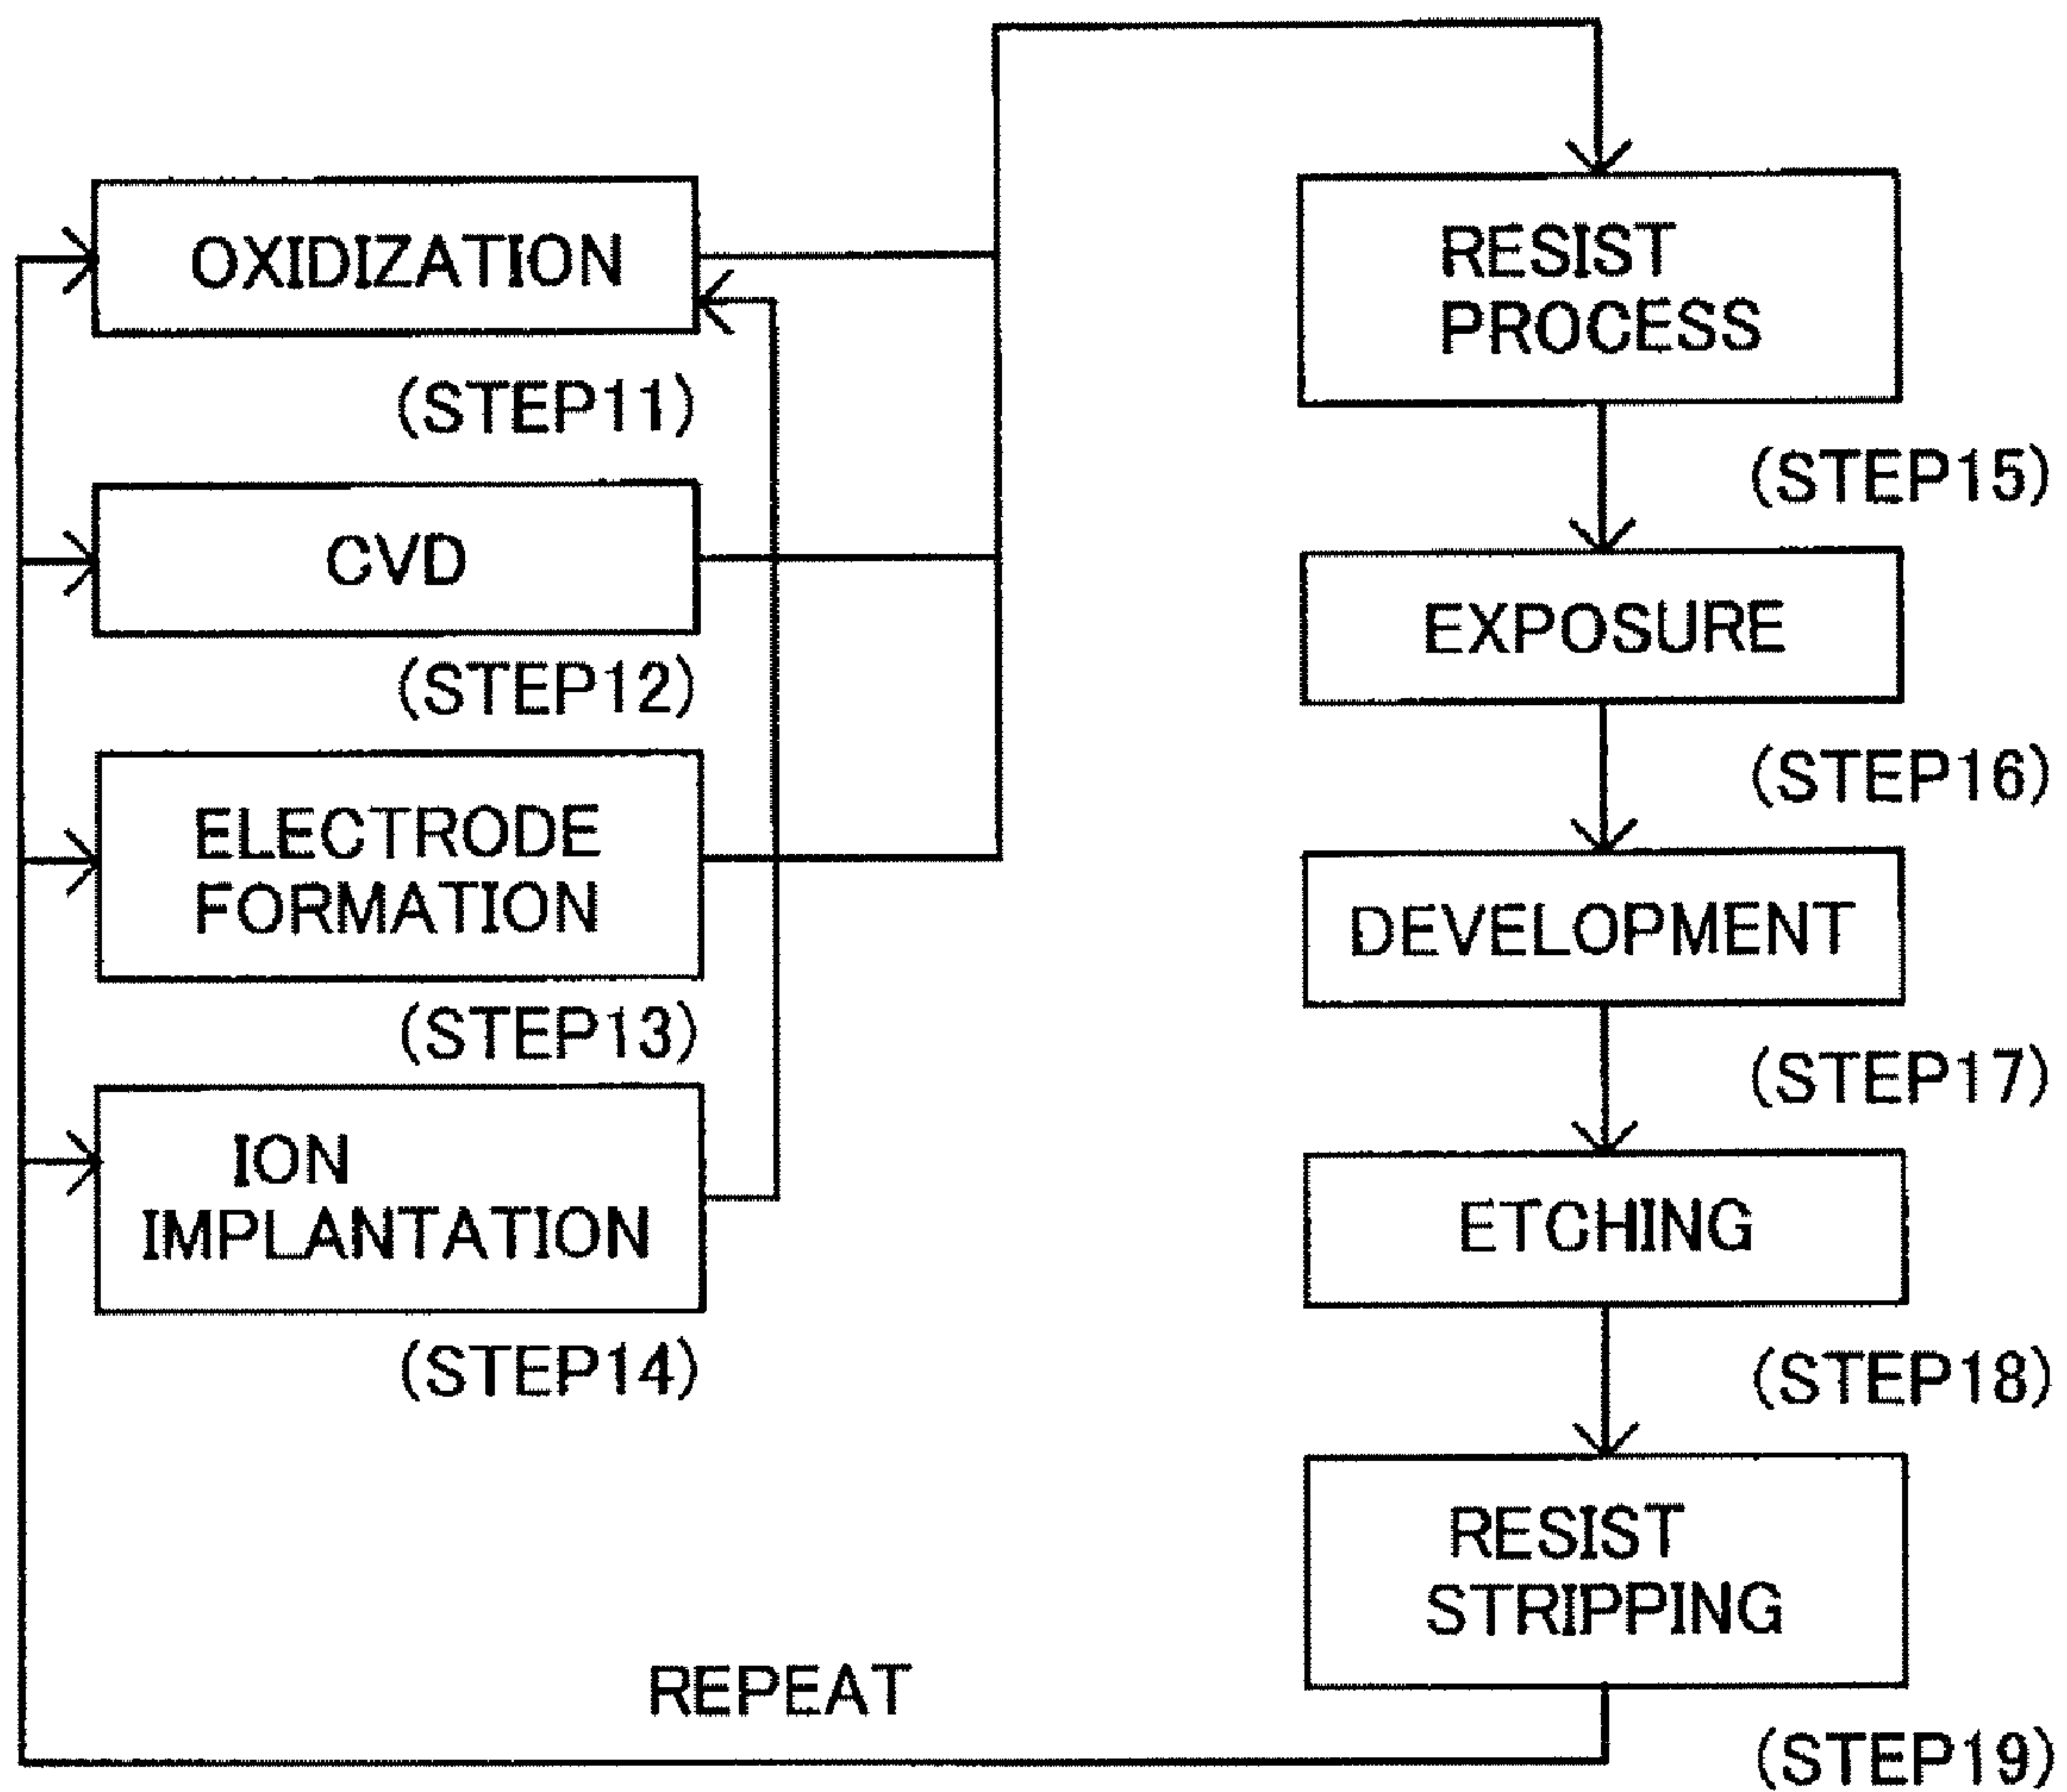 OXIDIZATION
(STEP11)
CVD
(STEP12)
ELECTRODE
FORMATION
(STEP13)
ION
IMPLANTATION
(STEP14)
RESIST
PROCESS
(STEP15)
EXPOSURE
(STEP16)
DEVELOPMENT
(STEP17)
ETCHING
(STEP18)
RESIST
STRIPPING
(STEP19)
REPEAT